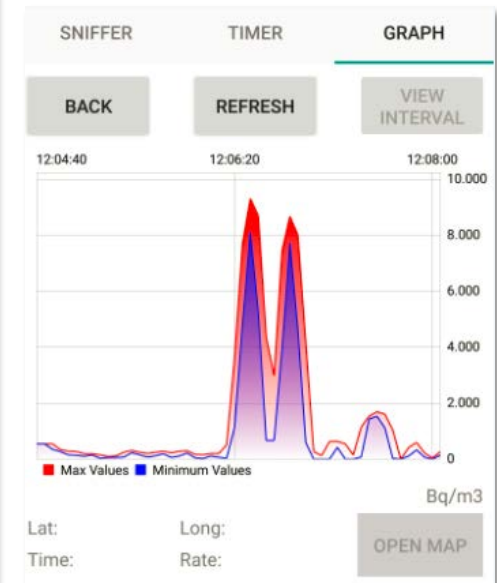 SNIFFER TIMER GRAPH
BACK REFRESH VIEW INTERVAL
12:04:40 12:06:20 12:08:00
10.000
8.000
6.000
4.000
2.000
0
Max Values Minimum Values
Bq/m3
Lat: Long:
Time: Rate:
OPEN MAP